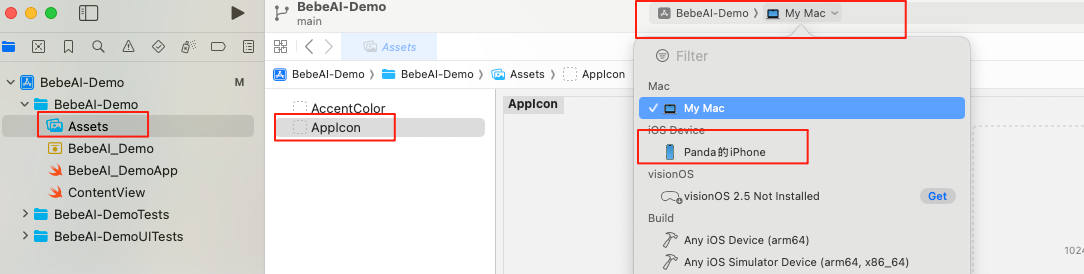 BebeAI-Demo
main
BebeAI-Demo 〉 My Mac
Assets
BebeAI-Demo 〉 BebeAI-Demo 〉 Assets 〉 AppIcon
BebeAI-Demo M
BebeAI-Demo
Assets
BebeAI_Demo
BebeAI_DemoApp
ContentView
BebeAI-DemoTests
BebeAI-DemoUITests
AccentColor
AppIcon
AppIcon
1024
Filter
Mac
My Mac
iOS Device
Panda的iPhone
visionOS
visionOS 2.5 Not Installed Get
Build
Any iOS Device (arm64)
Any iOS Simulator Device (arm64, x86_64)